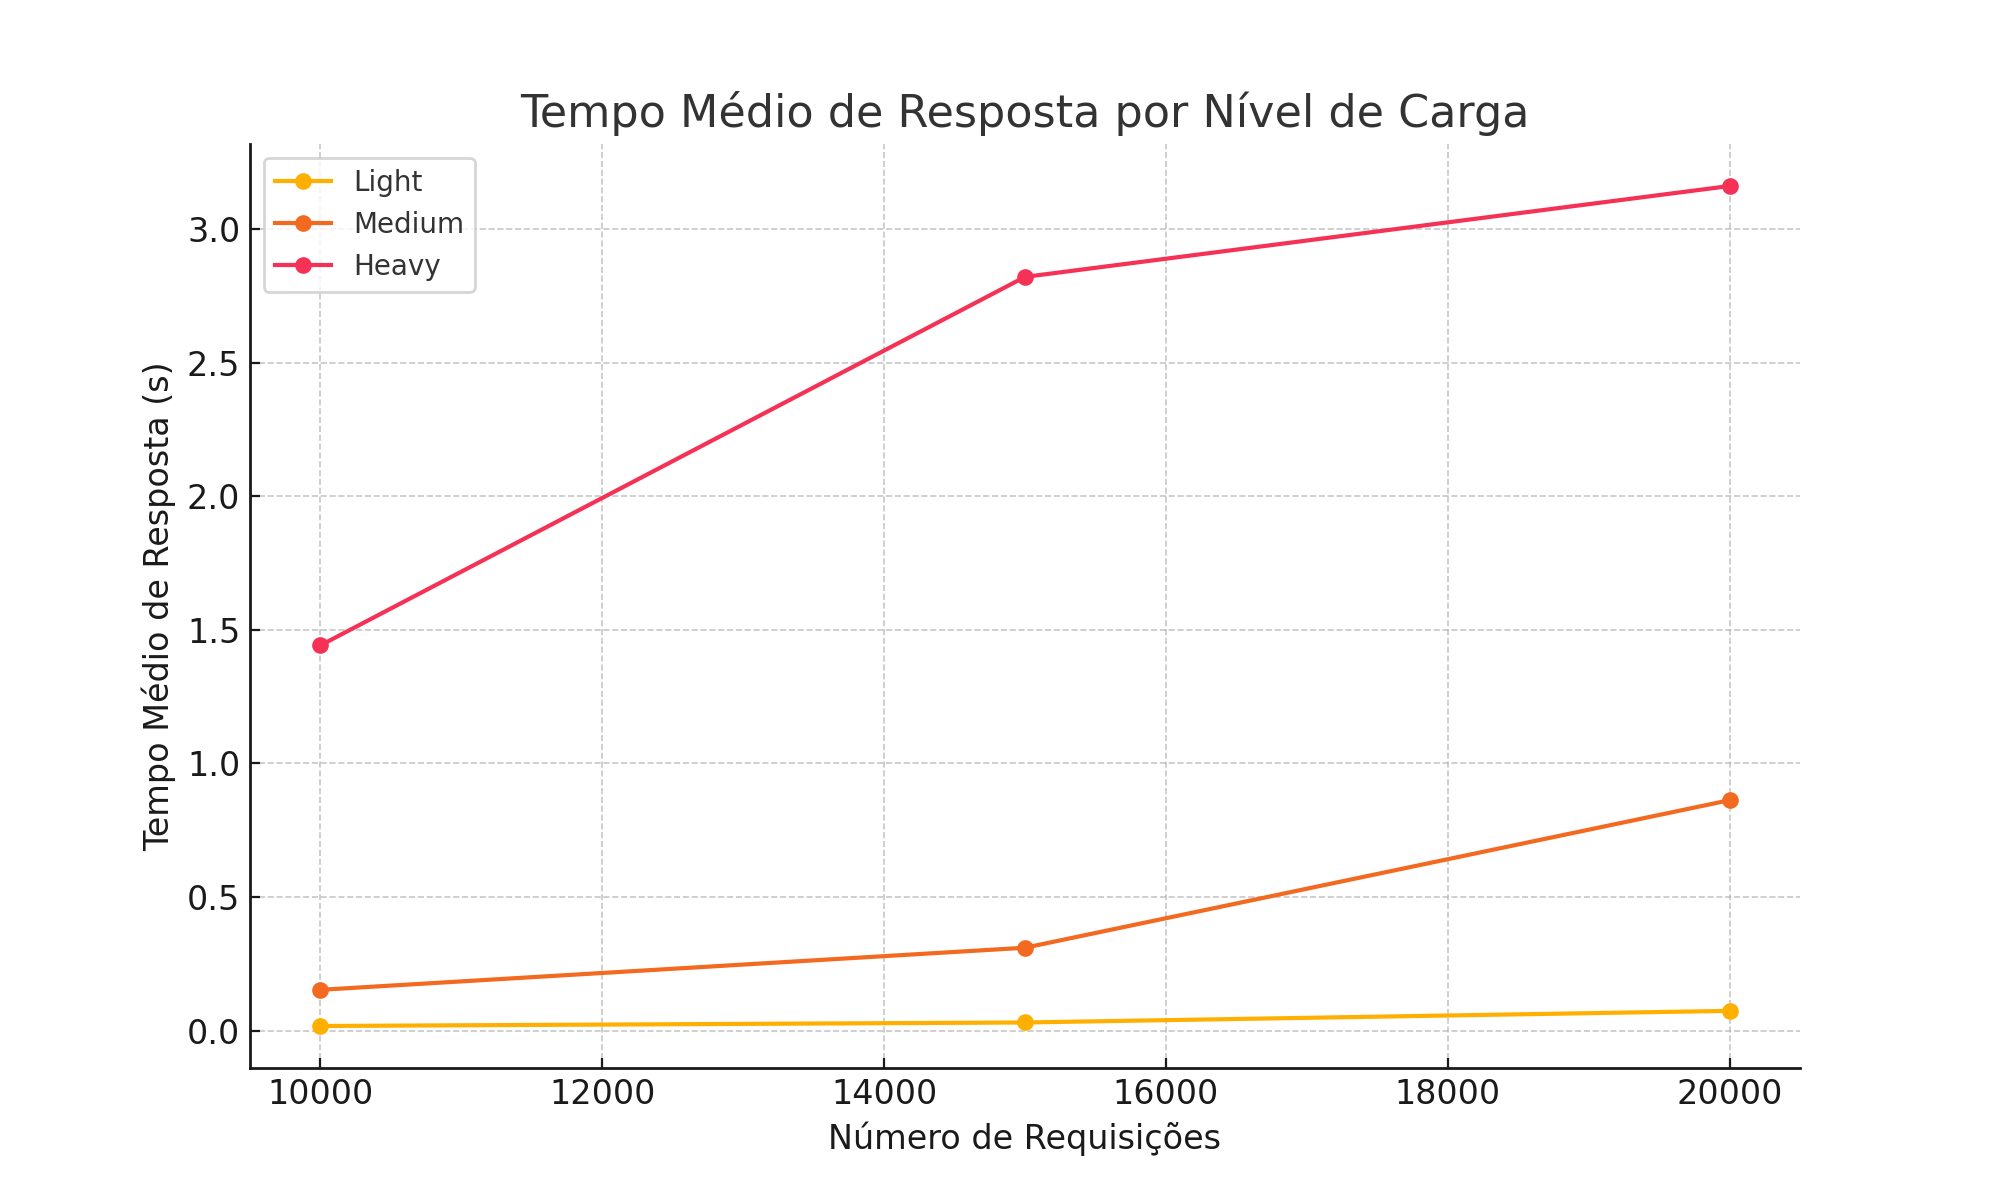 Tempo Médio de Resposta por Nível de Carga
Light
Medium
Heavy
Tempo Médio de Resposta (s)
3.0
2.5
2.0
1.5
1.0
0.5
0.0
10000 12000 14000 16000 18000 20000
Número de Requisições